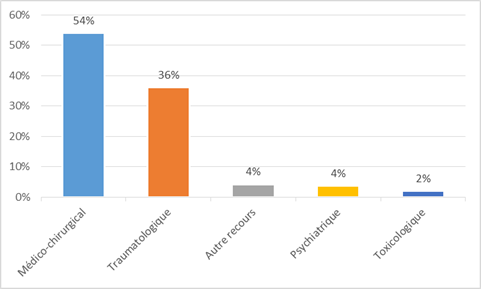 60%
50%
40%
30%
20%
10%
0%
54%
36%
4%
4%
2%
Médico-chirurgical
Traumatologique
Autre recours
Psychiatrique
Toxicologique